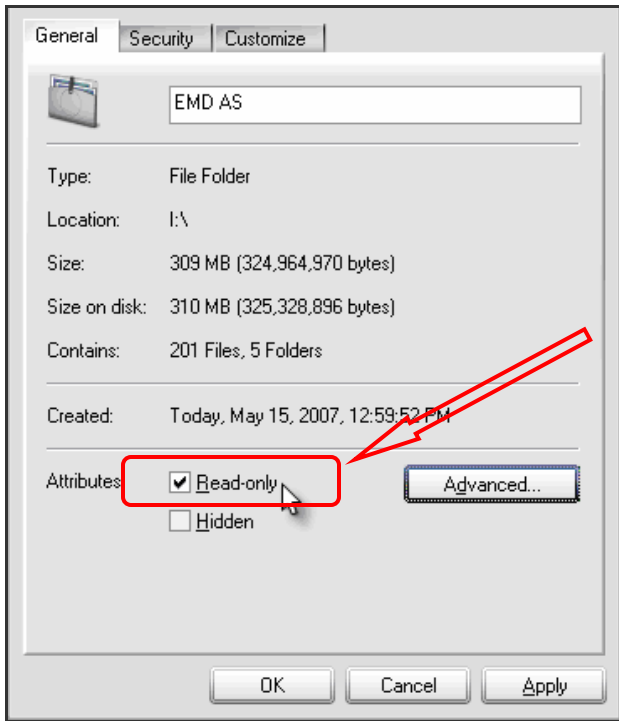 General Security Customize
EMD AS
Type: File Folder
Location: I:\
Size: 309 MB (324,964,970 bytes)
Size on disk: 310 MB (325,328,896 bytes)
Contains: 201 Files, 5 Folders
Created: Today, May 15, 2007, 12:59:52 PM
Attributes Read-only Advanced...
Hidden
OK Cancel Apply